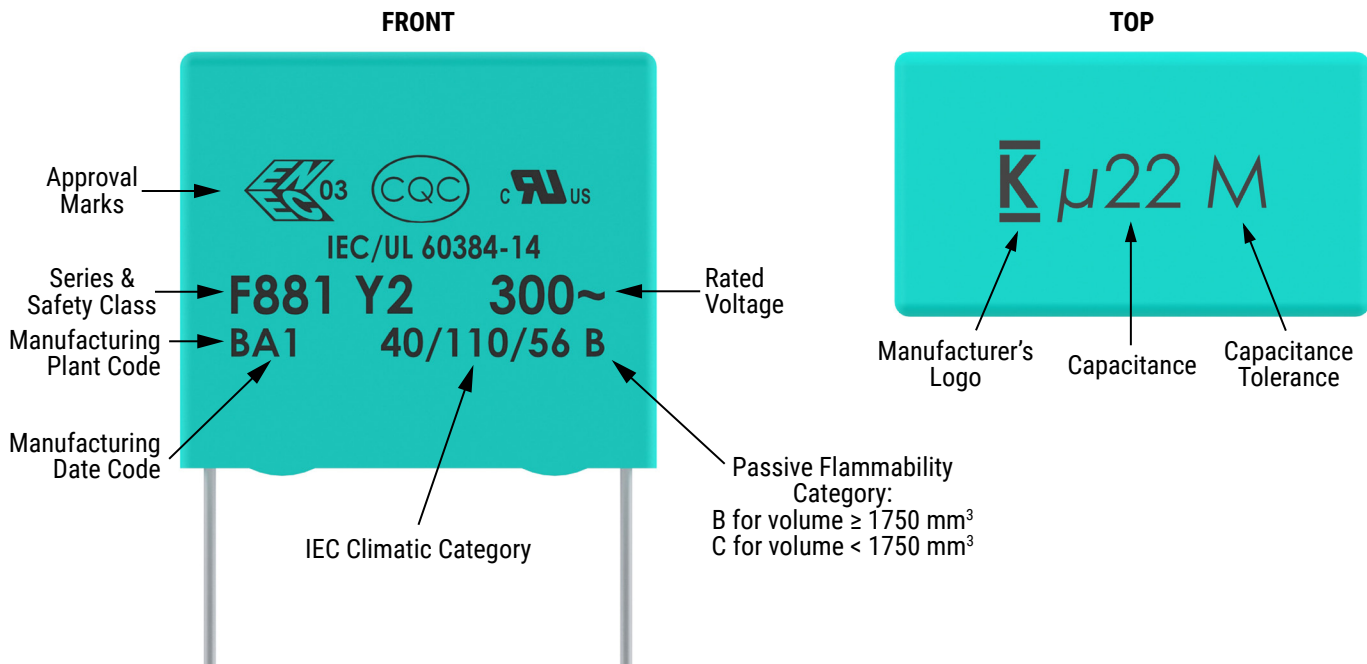 FRONT
TOP
Approval
Marks
ENEC 03
CQC
C RU US
IEC/UL 60384-14
Series &
Safety Class
F881 Y2 300~
Rated
Voltage
Manufacturing
Plant Code
BA1 40/110/56 B
Manufacturing
Date Code
IEC Climatic Category
Passive Flammability
Category:
B for volume ≥ 1750 mm³
C for volume < 1750 mm³
K µ22 M
Manufacturer's
Logo
Capacitance
Capacitance
Tolerance